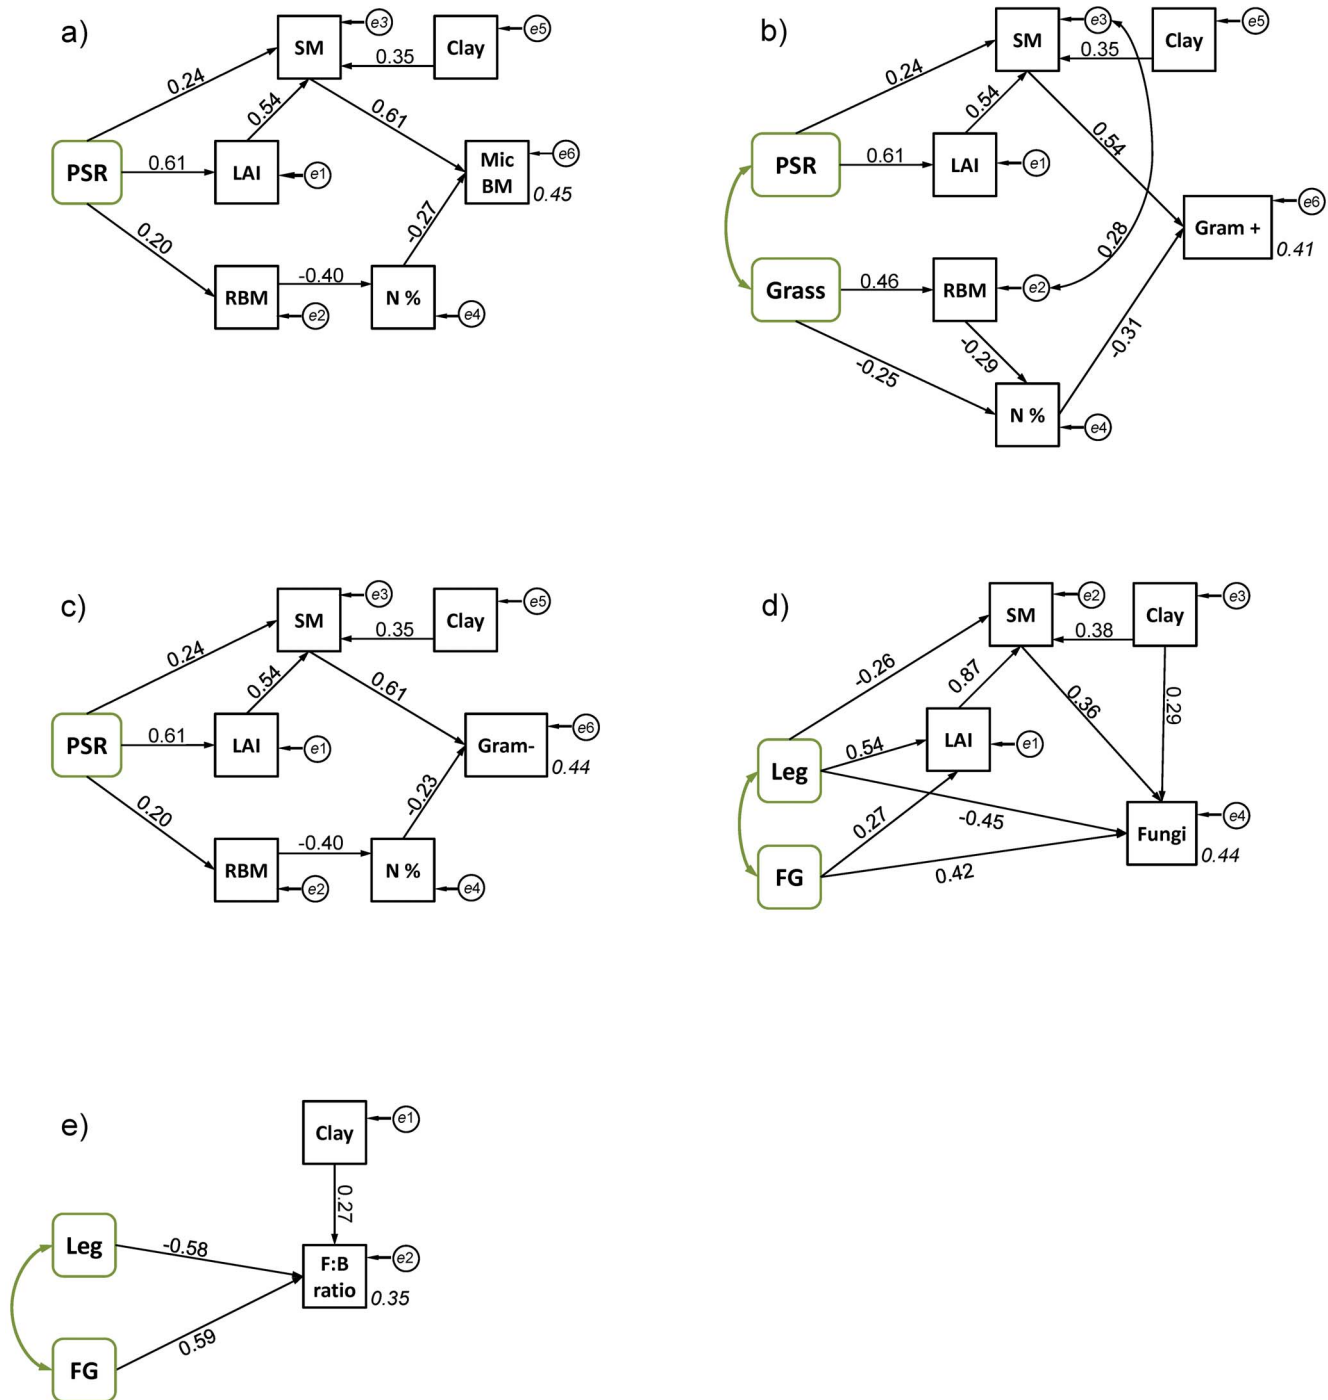 a)
SM
e3
Clay
e5
0.24
0.35
0.54
0.61
PSR
0.61
LAI
e1
Mic
BM
e6
0.45
0.20
-0.27
RBM
-0.40
N %
e2
e4
b)
SM
e3
Clay
e5
0.24
0.35
0.54
0.54
PSR
0.61
LAI
e1
Gram +
e6
0.41
0.28
Grass
0.46
RBM
e2
-0.25
-0.29
-0.31
N %
e4
c)
SM
e3
Clay
e5
0.24
0.35
0.54
0.61
PSR
0.61
LAI
e1
Gram-
e6
0.44
0.20
-0.23
RBM
-0.40
N %
e2
e4
d)
SM
e2
Clay
e3
-0.26
0.38
0.87
0.36
0.29
Leg
0.54
LAI
e1
0.27
-0.45
Fungi
e4
0.44
FG
0.42
e)
Clay
e1
0.27
Leg
-0.58
F:B
ratio
e2
0.35
0.59
FG